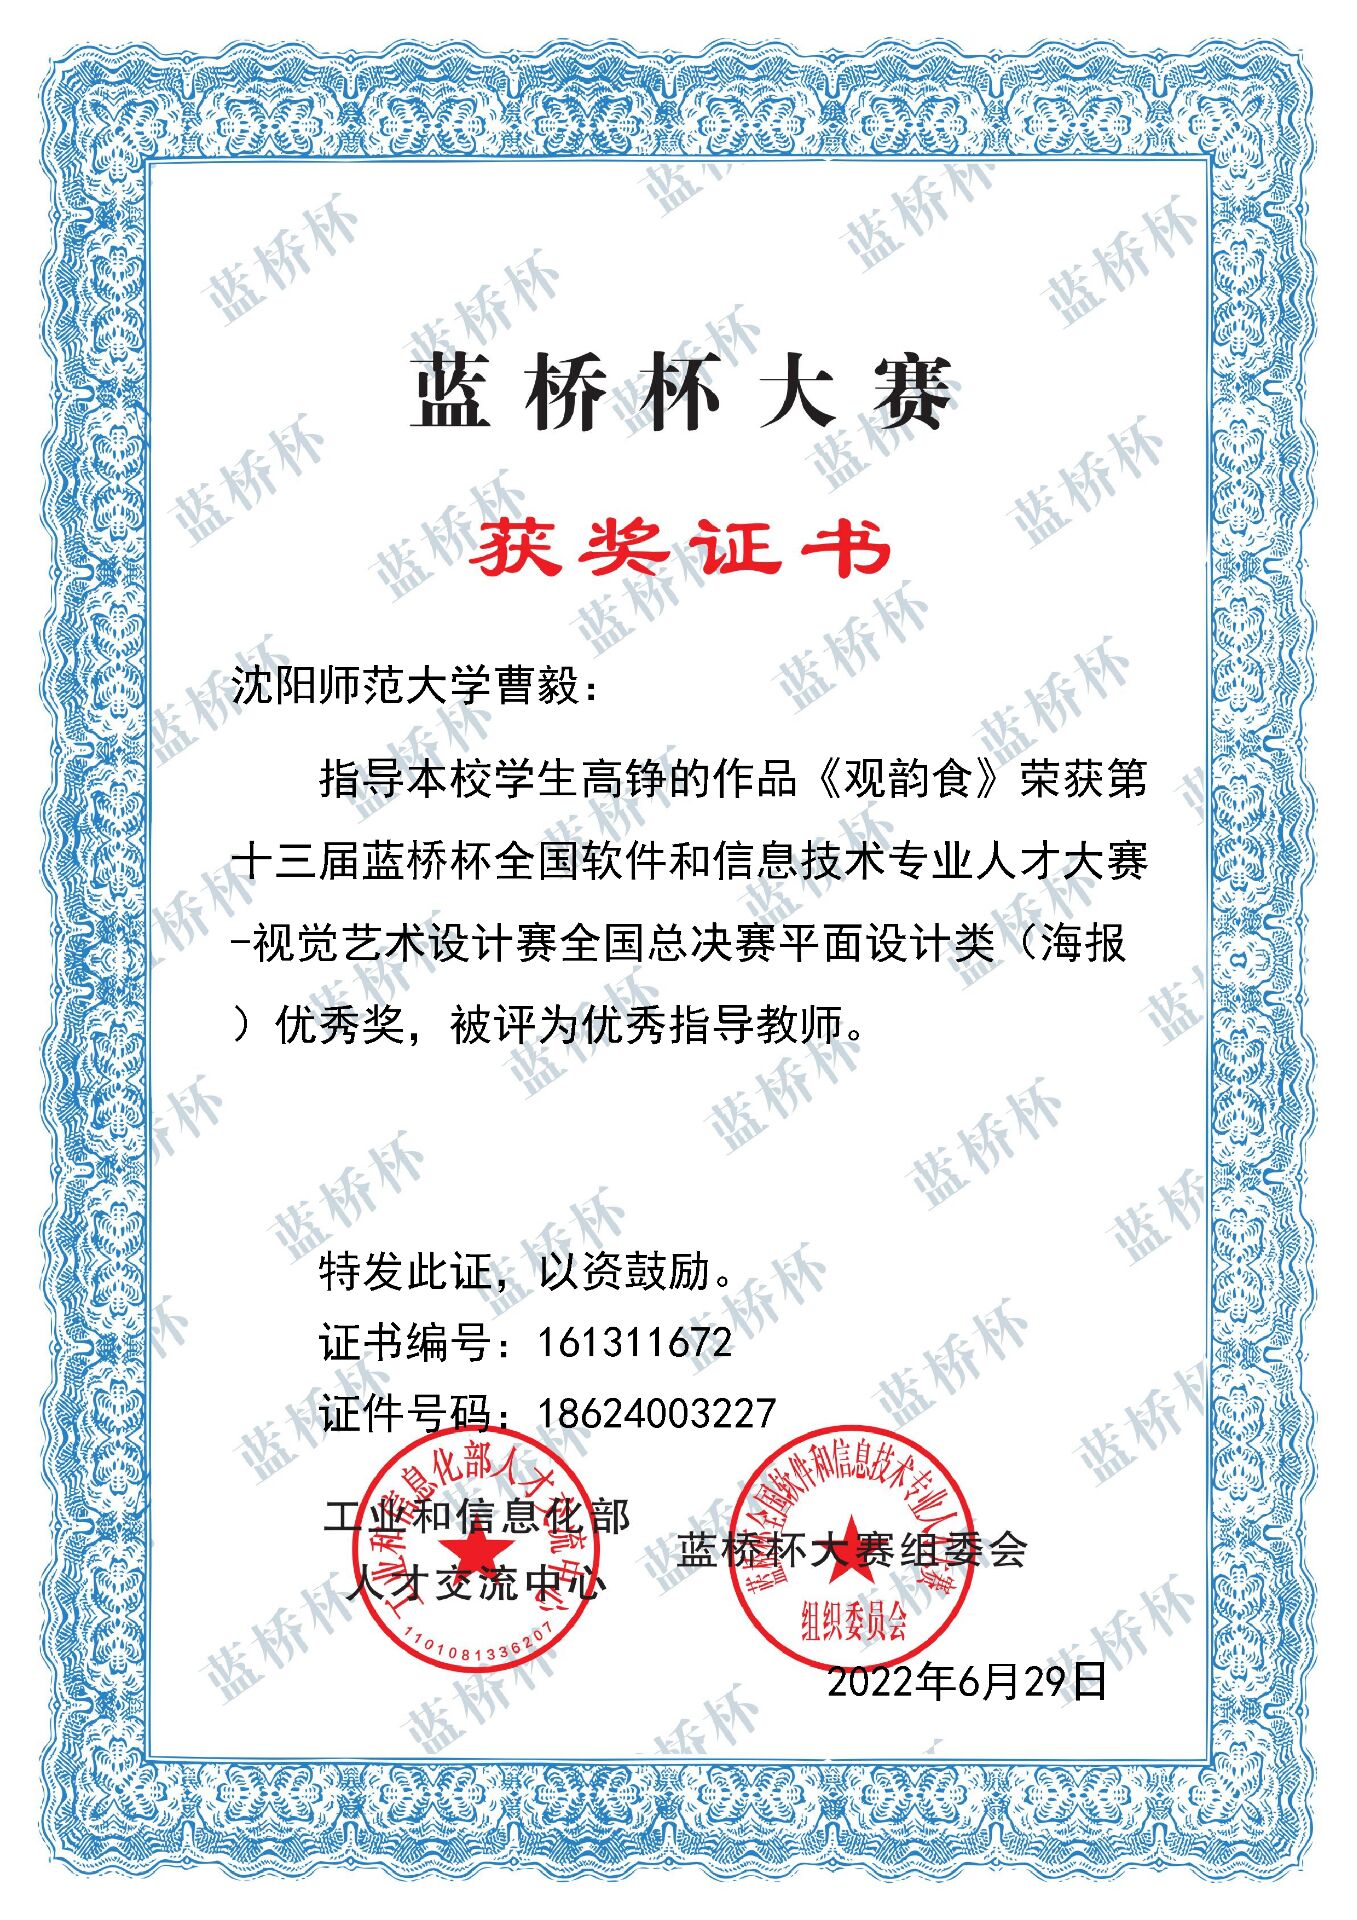 蓝桥杯大赛
获奖证书
沈阳师范大学曹毅：
指导本校学生高铮的作品《观韵食》荣获第
十三届蓝桥杯全国软件和信息技术专业人才大赛
-视觉艺术设计赛全国总决赛平面设计类（海报
）优秀奖，被评为优秀指导教师。
特发此证，以资鼓励。
证书编号：161311672
证件号码：18624003227
工业和信息化部人才交流中心
工业和信息化部
人才交流中心
1101081336207
蓝桥杯全国软件和信息技术专业人才大赛
蓝桥杯大赛组委会
组织委员会
2022年6月29日
蓝桥杯